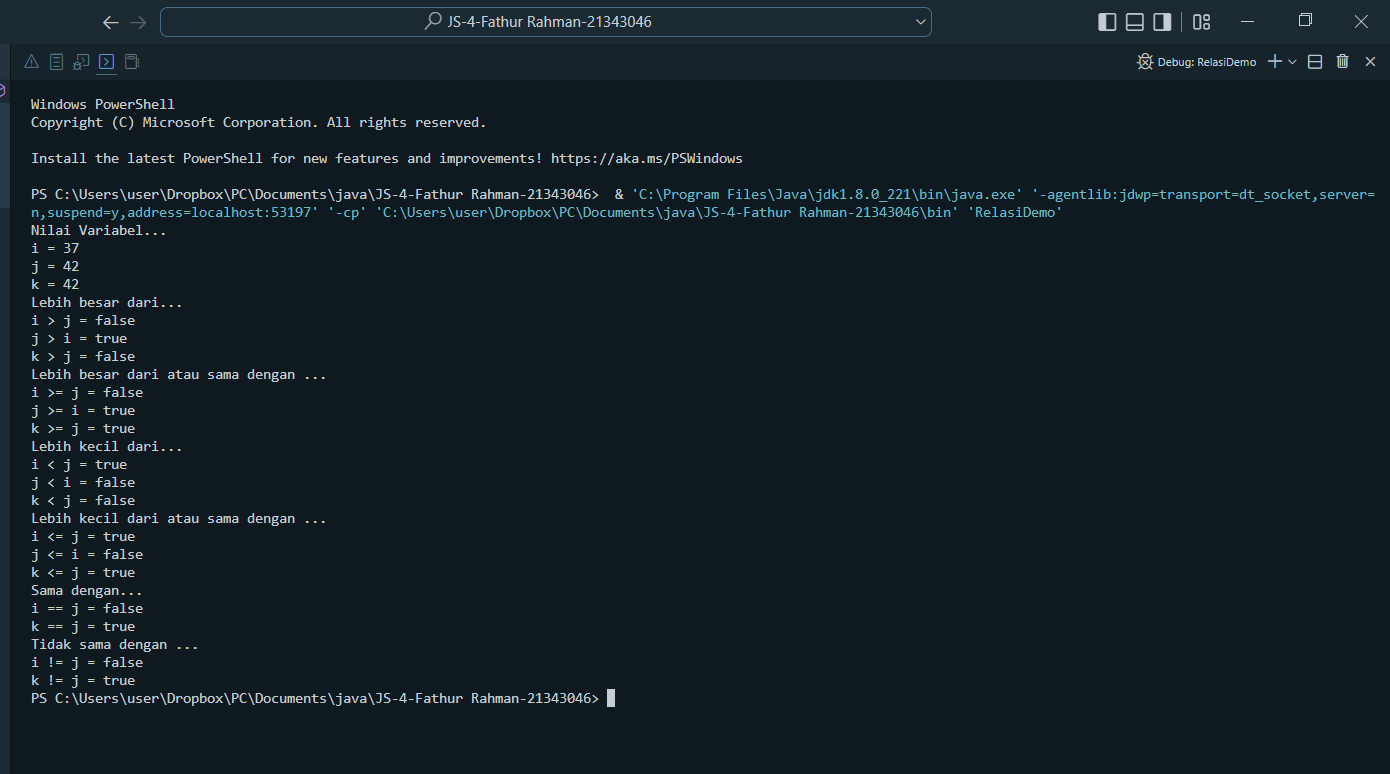 JS-4-Fathur Rahman-21343046
Debug: RelasiDemo
Windows PowerShell
Copyright (C) Microsoft Corporation. All rights reserved.
Install the latest PowerShell for new features and improvements! https://aka.ms/PSWindows
PS C:\Users\user\Dropbox\PC\Documents\java\JS-4-Fathur Rahman-21343046>  & 'C:\Program Files\Java\jdk1.8.0_221\bin\java.exe' '-agentlib:jdwp=transport=dt_socket,server=
n,suspend=y,address=localhost:53197' '-cp' 'C:\Users\user\Dropbox\PC\Documents\java\JS-4-Fathur Rahman-21343046\bin' 'RelasiDemo'
Nilai Variabel...
i = 37
j = 42
k = 42
Lebih besar dari...
i > j = false
j > i = true
k > j = false
Lebih besar dari atau sama dengan ...
i >= j = false
j >= i = true
k >= j = true
Lebih kecil dari...
i < j = true
j < i = false
k < j = false
Lebih kecil dari atau sama dengan ...
i <= j = true
j <= i = false
k <= j = true
Sama dengan...
i == j = false
k == j = true
Tidak sama dengan ...
i != j = false
k != j = true
PS C:\Users\user\Dropbox\PC\Documents\java\JS-4-Fathur Rahman-21343046>